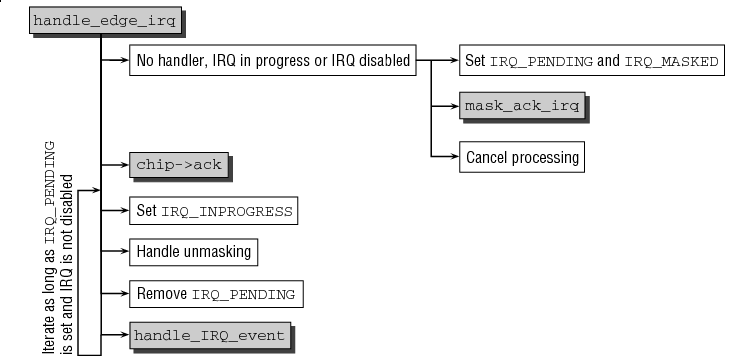 handle_edge_irq
No handler, IRQ in progress or IRQ disabled
Set IRQ_PENDING and IRQ_MASKED
mask_ack_irq
Cancel processing
chip->ack
Set IRQ_INPROGRESS
Handle unmasking
Remove IRQ_PENDING
handle_IRQ_event
Iterate as long as IRQ_PENDING
is set and IRQ is not disabled